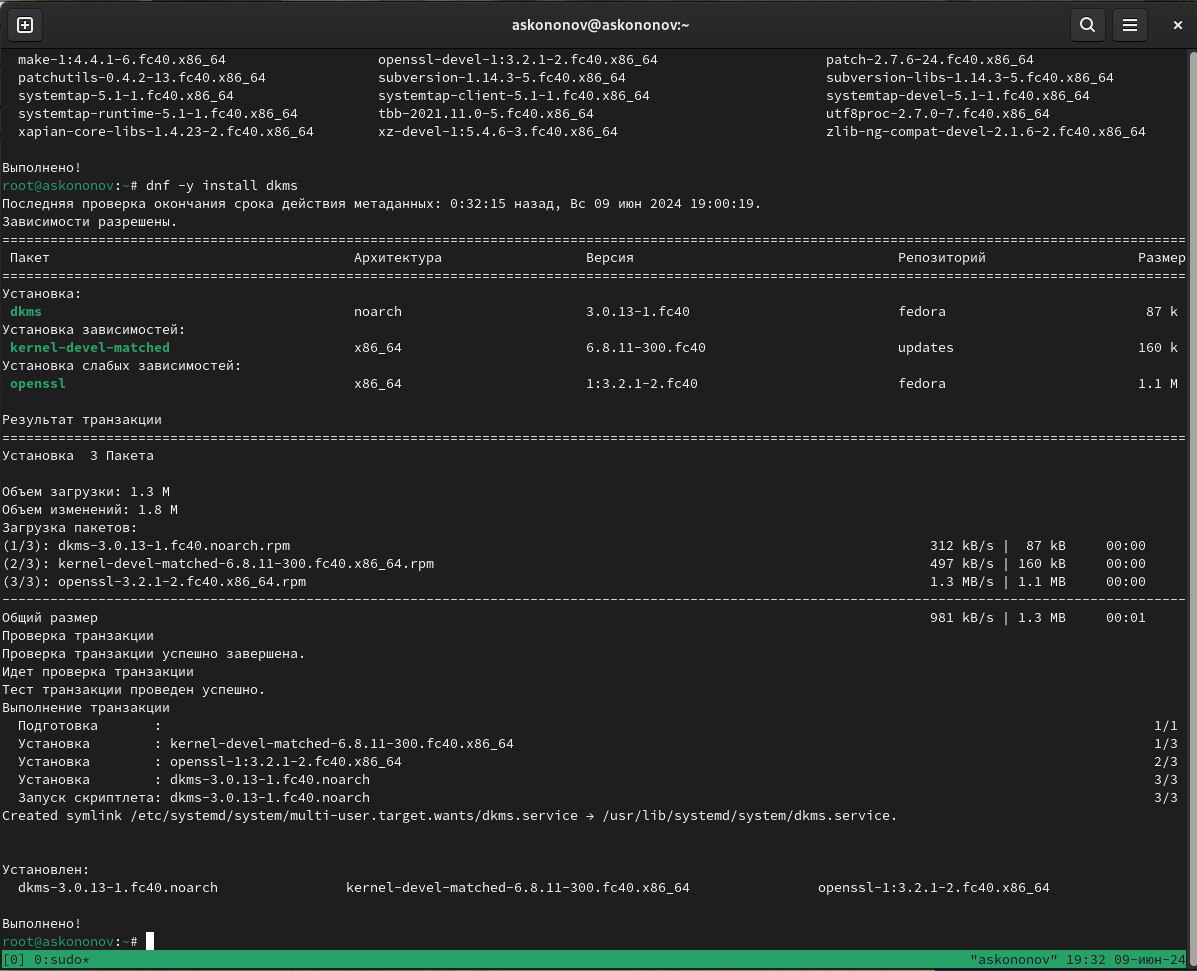 askononov@askononov:~
make-1:4.4.1-6.fc40.x86_64 openssl-devel-1:3.2.1-2.fc40.x86_64 patch-2.7.6-24.fc40.x86_64
patchutils-0.4.2-13.fc40.x86_64 subversion-1.14.3-5.fc40.x86_64 subversion-libs-1.14.3-5.fc40.x86_64
systemtap-5.1-1.fc40.x86_64 systemtap-client-5.1-1.fc40.x86_64 systemtap-devel-5.1-1.fc40.x86_64
systemtap-runtime-5.1-1.fc40.x86_64 tbb-2021.11.0-5.fc40.x86_64 utf8proc-2.7.0-7.fc40.x86_64
xapian-core-libs-1.4.23-2.fc40.x86_64 xz-devel-1:5.4.6-3.fc40.x86_64 zlib-ng-compat-devel-2.1.6-2.fc40.x86_64
Выполнено!
root@askononov:~# dnf -y install dkms
Последняя проверка окончания срока действия метаданных: 0:32:15 назад, Вс 09 июн 2024 19:00:19.
Зависимости разрешены.
Пакет Архитектура Версия Репозиторий Размер
Установка:
dkms noarch 3.0.13-1.fc40 fedora 87 k
Установка зависимостей:
kernel-devel-matched x86_64 6.8.11-300.fc40 updates 160 k
Установка слабых зависимостей:
openssl x86_64 1:3.2.1-2.fc40 fedora 1.1 M
Результат транзакции
Установка 3 Пакета
Объем загрузки: 1.3 M
Объем изменений: 1.8 M
Загрузка пакетов:
(1/3): dkms-3.0.13-1.fc40.noarch.rpm 312 kB/s | 87 kB 00:00
(2/3): kernel-devel-matched-6.8.11-300.fc40.x86_64.rpm 497 kB/s | 160 kB 00:00
(3/3): openssl-3.2.1-2.fc40.x86_64.rpm 1.3 MB/s | 1.1 MB 00:00
Общий размер 981 kB/s | 1.3 MB 00:01
Проверка транзакции
Проверка транзакции успешно завершена.
Идет проверка транзакции
Тест транзакции проведен успешно.
Выполнение транзакции
Подготовка : 1/1
Установка : kernel-devel-matched-6.8.11-300.fc40.x86_64 1/3
Установка : openssl-1:3.2.1-2.fc40.x86_64 2/3
Установка : dkms-3.0.13-1.fc40.noarch 3/3
Запуск скриптлета: dkms-3.0.13-1.fc40.noarch 3/3
Created symlink /etc/systemd/system/multi-user.target.wants/dkms.service → /usr/lib/systemd/system/dkms.service.
Установлен:
dkms-3.0.13-1.fc40.noarch kernel-devel-matched-6.8.11-300.fc40.x86_64 openssl-1:3.2.1-2.fc40.x86_64
Выполнено!
root@askononov:~#
[0] 0:sudo* "askononov" 19:32 09-июн-24